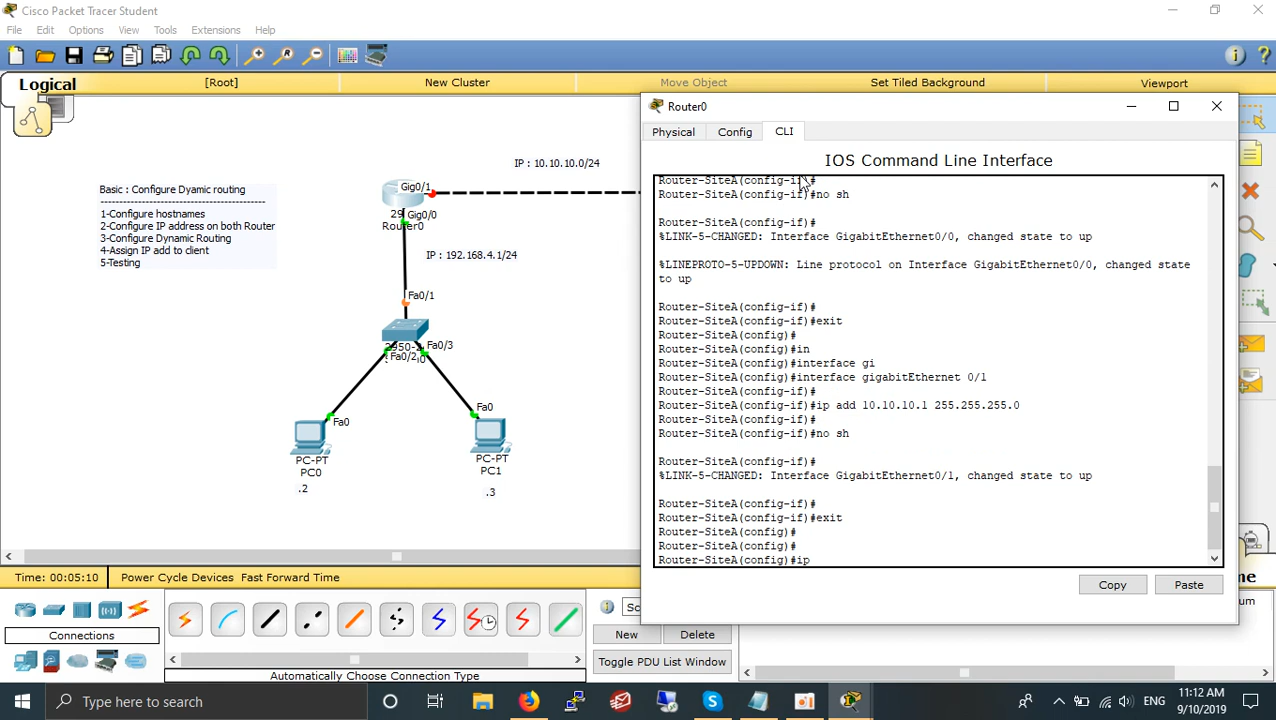 Cisco Packet Tracer Student
File Edit Options View Tools Extensions Help
Logical [Root] New Cluster Move Object Set Tiled Background Viewport
Basic : Configure Dyamic routing
------------------------------------------
1-Configure hostnames
2-Configure IP address on both Router
3-Configure Dynamic Routing
4-Assign IP add to client
5-Testing
IP : 10.10.10.0/24
Gig0/1
29
Gig0/0
Router0
IP : 192.168.4.1/24
Fa0/1
Fa0/3
2950-2
Fa0/2
Fa0
Fa0
PC-PT
PC0
.2
PC-PT
PC1
.3
Router0
Physical Config CLI
IOS Command Line Interface
Router-SiteA(config-if)#
Router-SiteA(config-if)#no sh
Router-SiteA(config-if)#
%LINK-5-CHANGED: Interface GigabitEthernet0/0, changed state to up
%LINEPROTO-5-UPDOWN: Line protocol on Interface GigabitEthernet0/0, changed state
to up
Router-SiteA(config-if)#
Router-SiteA(config-if)#exit
Router-SiteA(config)#
Router-SiteA(config)#in
Router-SiteA(config)#interface gi
Router-SiteA(config)#interface gigabitEthernet 0/1
Router-SiteA(config-if)#
Router-SiteA(config-if)#ip add 10.10.10.1 255.255.255.0
Router-SiteA(config-if)#
Router-SiteA(config-if)#no sh
Router-SiteA(config-if)#
%LINK-5-CHANGED: Interface GigabitEthernet0/1, changed state to up
Router-SiteA(config-if)#
Router-SiteA(config-if)#exit
Router-SiteA(config)#
Router-SiteA(config)#
Router-SiteA(config)#ip
Copy Paste
Time: 00:05:10 Power Cycle Devices Fast Forward Time
Connections
Automatically Choose Connection Type
New Delete
Toggle PDU List Window
Type here to search
ENG
11:12 AM
9/10/2019